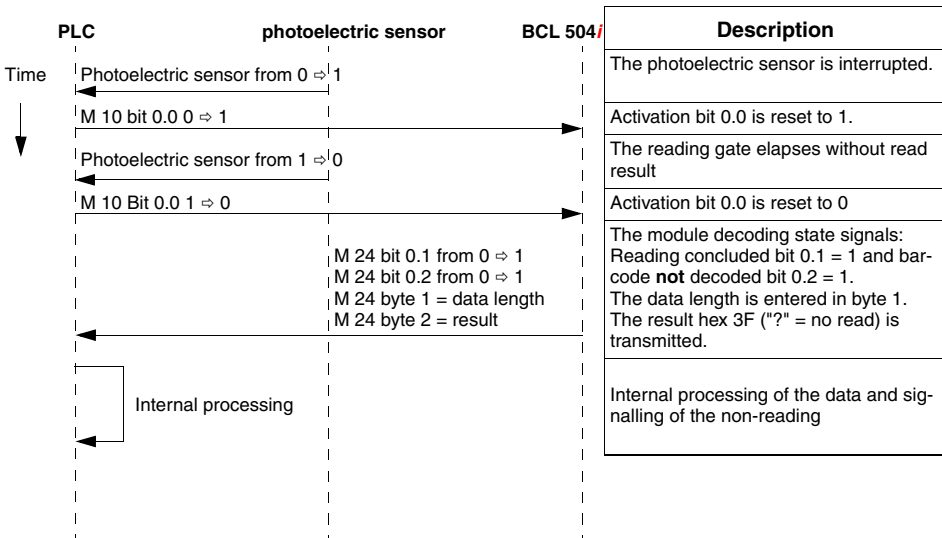 PLC photoelectric sensor BCL 504i Description
Time
Photoelectric sensor from 0 ⇨ 1
The photoelectric sensor is interrupted.
M 10 bit 0.0 0 ⇨ 1
Activation bit 0.0 is reset to 1.
Photoelectric sensor from 1 ⇨ 0
The reading gate elapses without read
result
M 10 Bit 0.0 1 ⇨ 0
Activation bit 0.0 is reset to 0
M 24 bit 0.1 from 0 ⇨ 1
M 24 bit 0.2 from 0 ⇨ 1
M 24 byte 1 = data length
M 24 byte 2 = result
The module decoding state signals:
Reading concluded bit 0.1 = 1 and bar-
code not decoded bit 0.2 = 1.
The data length is entered in byte 1.
The result hex 3F ("?" = no read) is
transmitted.
Internal processing
Internal processing of the data and sig-
nalling of the non-reading